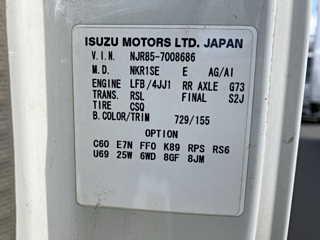 ISUZU MOTORS LTD. JAPAN
V.I.N. NJR85-7008686
M.D. NKR1SE E AG/AI
ENGINE LFB/4JJ1 RR AXLE G73
TRANS. RSL FINAL S2J
TIRE CSQ
B.COLOR/TRIM 729/155
OPTION
C60 E7N FF0 K89 RPS RS6
U69 25W 6WD 8GF 8JM